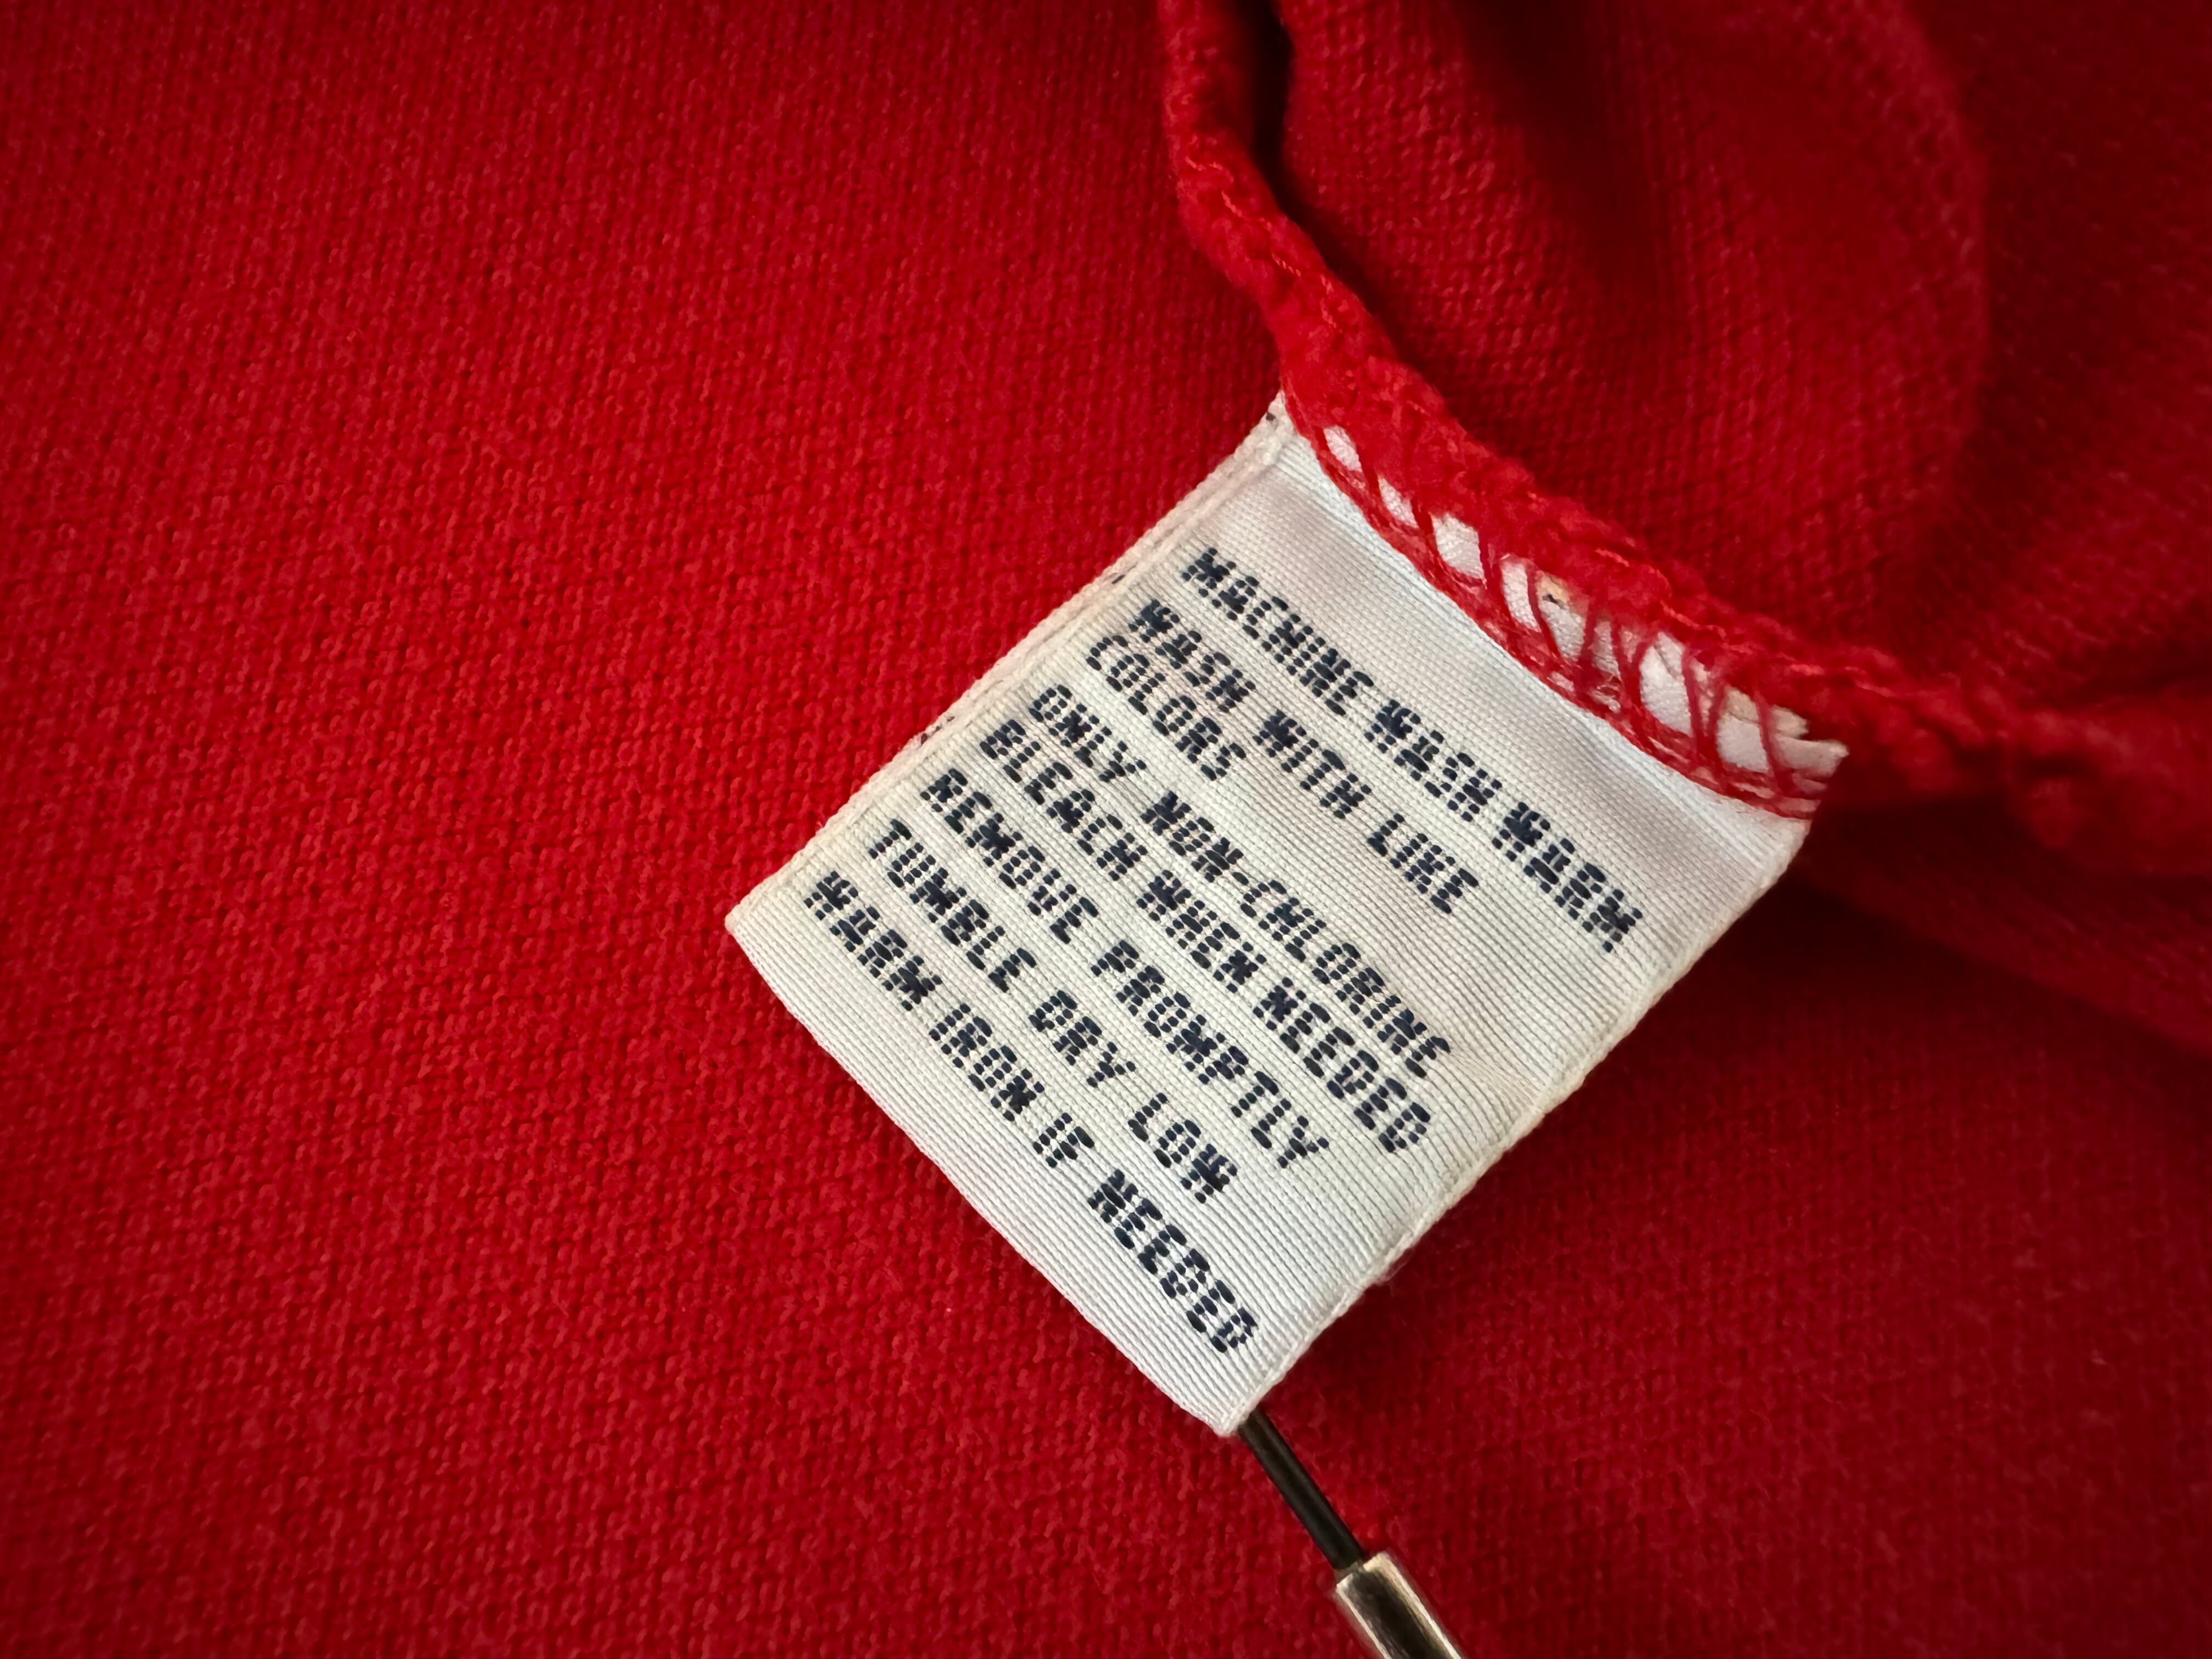 MACHINE WASH WARM
WASH WITH LIKE
COLORS
ONLY NON-CHLORINE
BLEACH WHEN NEEDED
REMOVE PROMPTLY
TUMBLE DRY LOW
WARM IRON IF NEEDED